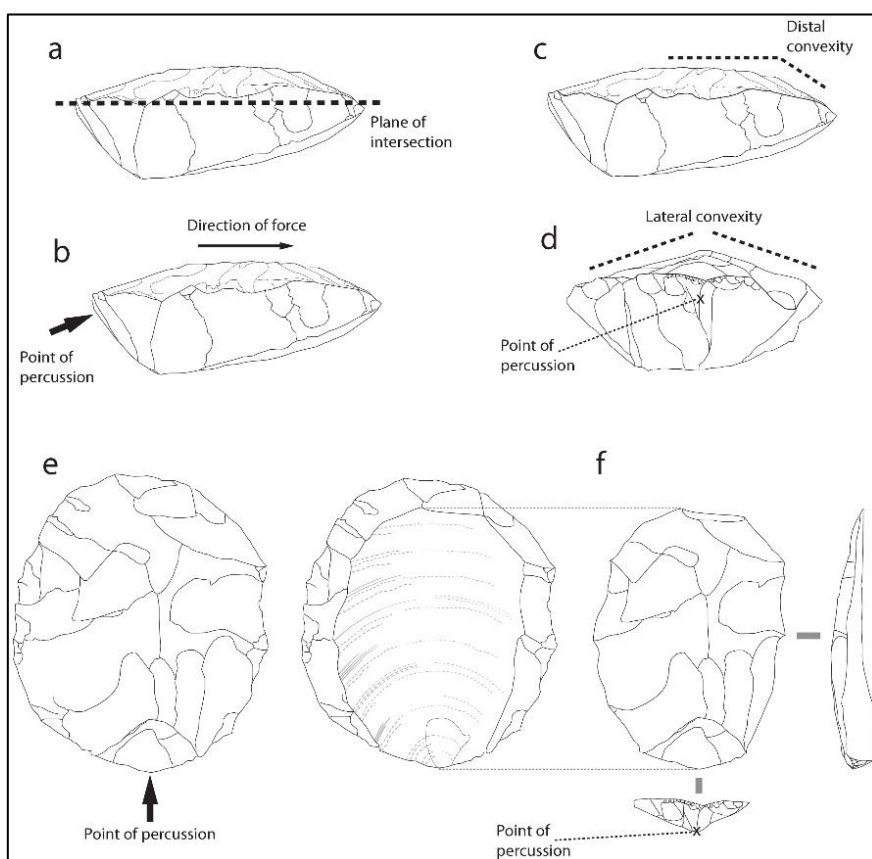 a
Plane of
intersection
c
Distal
convexity
b
Direction of force
Point of
percussion
d
Lateral convexity
x
Point of
percussion
e
Point of percussion
f
x
Point of
percussion